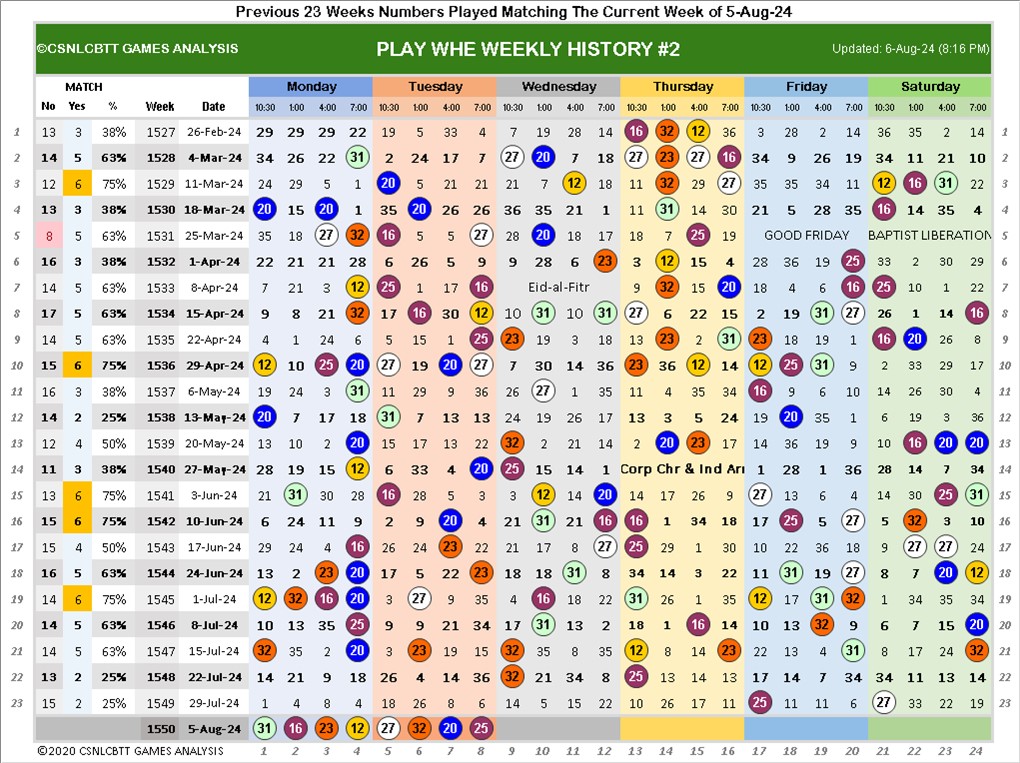 Previous 23 Weeks Numbers Played Matching The Current Week of 5-Aug-24
©CSNLCBTT GAMES ANALYSIS PLAY WHE WEEKLY HISTORY #2 Updated: 6-Aug-24 (8:16 PM)
MATCH Monday Tuesday Wednesday Thursday Friday Saturday
No Yes % Week Date 10:30 1:00 4:00 7:00 10:30 1:00 4:00 8:00 10:30 1:00 4:00 7:00 10:30 1:00 4:00 7:00 10:30 1:00 4:00 7:00 10:30 1:00 4:00 7:00
1 13 3 38% 1527 26-Feb-24 29 29 29 22 19 5 33 4 7 19 28 14 16 32 12 36 3 28 2 14 36 35 2 14 1
2 14 5 63% 1528 4-Mar-24 34 26 22 31 2 24 17 7 27 20 7 18 27 23 27 16 34 9 26 19 34 11 21 10 2
3 12 6 75% 1529 11-Mar-24 24 29 5 1 20 5 21 21 21 7 12 18 11 32 29 27 35 35 34 11 12 16 23 22 3
4 13 3 38% 1530 18-Mar-24 20 15 20 1 35 20 26 26 36 35 21 1 11 31 14 30 21 5 28 35 16 14 35 4 4
5 8 5 63% 1531 25-Mar-24 35 18 27 32 16 5 5 27 28 20 18 17 18 7 25 19 GOOD FRIDAY BAPTIST LIBERATION 5
6 16 3 38% 1532 1-Apr-24 22 21 21 28 6 26 5 9 9 28 6 23 3 12 15 4 28 36 19 25 33 2 30 29 6
7 14 5 63% 1533 8-Apr-24 7 21 3 12 25 1 17 16 Eid-al-Fitr 9 32 15 20 18 4 6 16 25 10 1 22 7
8 17 5 63% 1534 15-Apr-24 9 8 21 32 17 16 30 12 10 31 10 31 27 6 22 15 2 19 31 27 26 1 14 16 8
9 14 5 63% 1535 22-Apr-24 4 1 24 6 5 15 1 25 23 19 3 18 13 23 2 31 23 18 19 1 16 20 26 8 9
10 15 6 75% 1536 29-Apr-24 12 10 25 20 27 19 20 27 7 30 14 36 23 36 12 14 12 25 31 9 2 33 29 17 10
11 16 3 38% 1537 6-May-24 19 24 3 31 11 29 9 36 26 27 1 35 11 4 35 34 16 9 6 10 14 26 30 4 11
12 14 2 25% 1538 13-May-24 20 7 17 18 31 7 13 13 24 19 26 17 13 3 5 24 19 20 35 1 6 19 3 36 12
13 12 4 50% 1539 20-May-24 13 10 2 20 15 17 13 22 32 2 21 14 2 20 23 17 14 36 19 9 10 16 20 20 13
14 11 3 38% 1540 27-May-24 28 19 15 12 6 33 4 20 25 15 14 1 Corp Chr & Ind Arr 1 28 1 36 28 14 7 34 14
15 13 6 75% 1541 3-Jun-24 21 31 30 28 16 28 5 3 3 12 15 20 14 17 26 9 27 13 6 4 14 30 25 31 15
16 15 6 75% 1542 10-Jun-24 6 24 11 9 2 9 20 4 21 31 21 16 16 1 34 18 17 25 5 27 5 32 3 10 16
17 15 4 50% 1543 17-Jun-24 29 24 4 16 26 24 23 22 21 17 8 27 25 29 1 30 10 22 36 18 5 27 27 24 17
18 16 5 63% 1544 24-Jun-24 13 2 23 20 17 5 22 23 18 18 31 8 34 14 3 22 11 31 19 27 8 7 20 12 18
19 14 6 75% 1545 1-Jul-24 12 32 16 20 3 27 9 35 4 16 18 22 31 26 1 35 12 17 31 32 1 34 35 34 19
20 14 5 63% 1546 8-Jul-24 10 13 35 25 9 9 21 34 17 31 13 2 18 1 16 14 10 13 32 9 6 7 15 20 20
21 14 5 63% 1547 15-Jul-24 32 35 2 20 3 23 19 15 32 35 8 35 12 8 14 23 22 13 4 31 8 17 24 32 21
22 13 2 25% 1548 22-Jul-24 14 21 9 18 26 4 14 36 32 21 34 8 25 13 14 13 17 14 7 34 34 11 13 14 22
23 15 2 25% 1549 29-Jul-24 1 4 8 4 18 26 8 6 14 5 15 22 10 26 17 11 25 11 11 6 27 33 22 19 23
1550 5-Aug-24 31 16 23 12 27 32 20 25
©2020 CSNLCBTT GAMES ANALYSIS 1 2 3 4 5 6 7 8 9 10 11 12 13 14 15 16 17 18 19 20 21 22 23 24